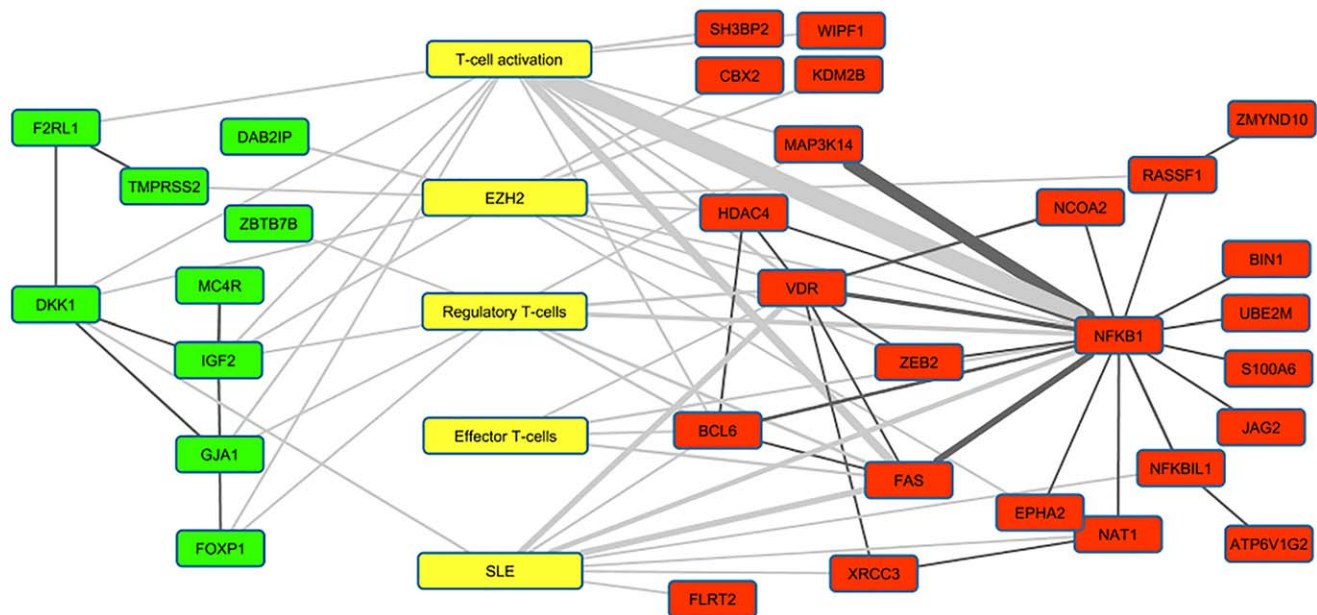 SH3BP2
WIPF1
T-cell activation
CBX2
KDM2B
F2RL1
DAB2IP
MAP3K14
ZMYND10
TMPRSS2
EZH2
RASSF1
ZBTB7B
HDAC4
NCOA2
MC4R
VDR
BIN1
DKK1
Regulatory T-cells
UBE2M
NFKB1
IGF2
ZEB2
S100A6
Effector T-cells
BCL6
JAG2
GJA1
FAS
NFKBIL1
EPHA2
FOXP1
NAT1
ATP6V1G2
SLE
XRCC3
FLRT2